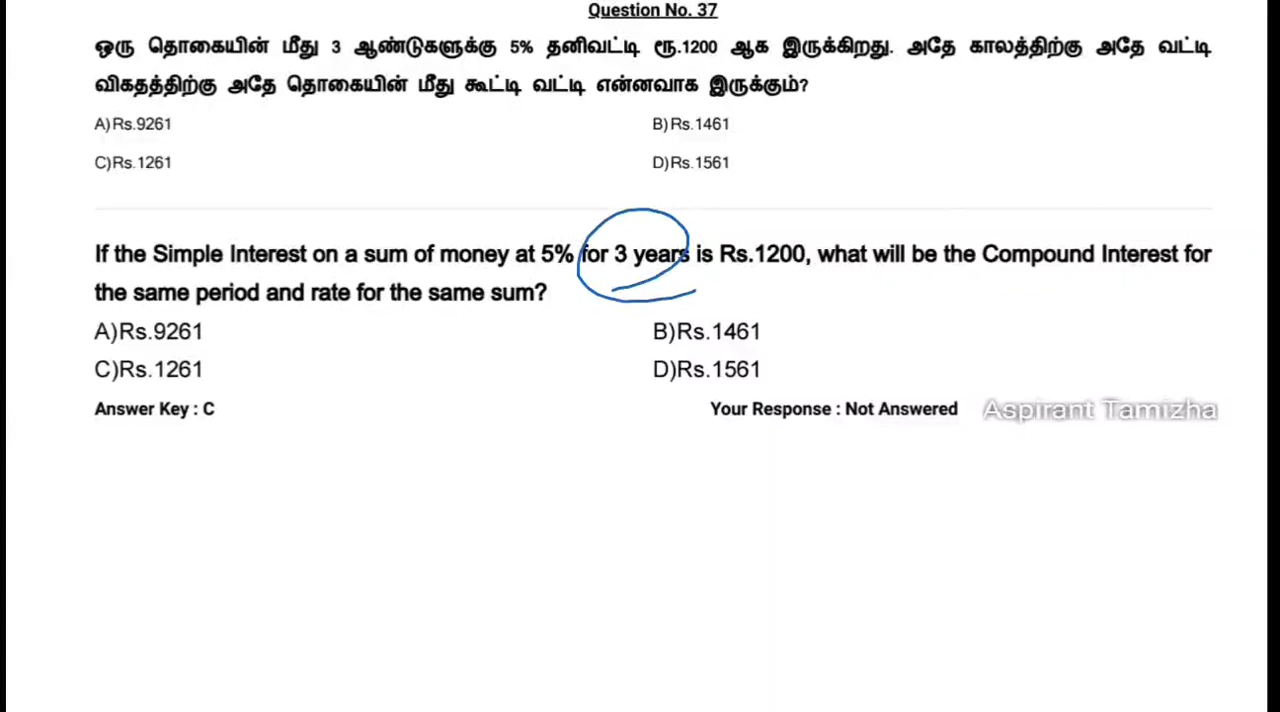 Question No. 37
ஒரு தொகையின் மீது 3 ஆண்டுகளுக்கு 5% தனிவட்டி ரூ.1200 ஆக இருக்கிறது. அதே காலத்திற்கு அதே வட்டி
விகதத்திற்கு அதே தொகையின் மீது கூட்டி வட்டி என்னவாக இருக்கும்?
A)Rs.9261 B)Rs.1461
C)Rs.1261 D)Rs.1561
If the Simple Interest on a sum of money at 5% for 3 years is Rs.1200, what will be the Compound Interest for
the same period and rate for the same sum?
A)Rs.9261 B)Rs.1461
C)Rs.1261 D)Rs.1561
Answer Key : C Your Response : Not Answered Aspirant Tamizha